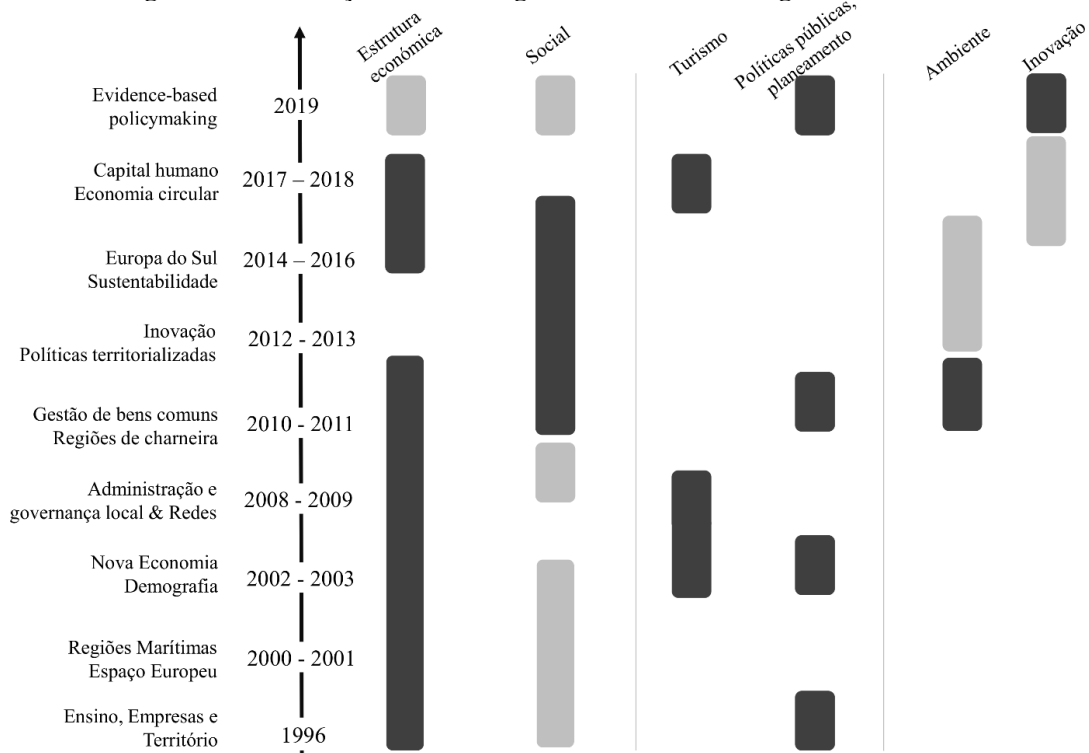 Estrutura
económica
Social
Turismo
Políticas públicas,
planeamento
Ambiente
Inovação
Evidence-based
policymaking
2019
Capital humano
Economia circular
2017 – 2018
Europa do Sul
Sustentabilidade
2014 – 2016
Inovação
Políticas territorializadas
2012 - 2013
Gestão de bens comuns
Regiões de charneira
2010 - 2011
Administração e
governança local & Redes
2008 - 2009
Nova Economia
Demografia
2002 - 2003
Regiões Marítimas
Espaço Europeu
2000 - 2001
Ensino, Empresas e
Território
1996